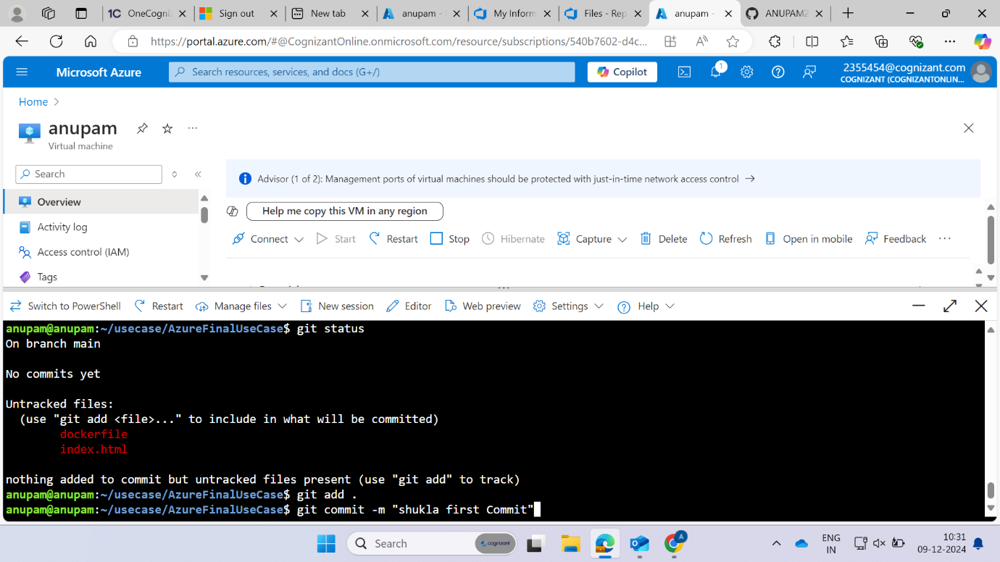 OneCogni
Sign out
New tab
anupam -
My Inform
Files - Rep
anupam -
ANUPAM2
https://portal.azure.com/#@CognizantOnline.onmicrosoft.com/resource/subscriptions/540b7602-d4c...
Microsoft Azure
Search resources, services, and docs (G+/)
Copilot
1
2355454@cognizant.com
COGNIZANT (COGNIZANTONLIN...
Home
anupam
Virtual machine
Search
Advisor (1 of 2): Management ports of virtual machines should be protected with just-in-time network access control
Overview
Activity log
Access control (IAM)
Tags
Help me copy this VM in any region
Connect
Start
Restart
Stop
Hibernate
Capture
Delete
Refresh
Open in mobile
Feedback
Switch to PowerShell
Restart
Manage files
New session
Editor
Web preview
Settings
Help
anupam@anupam:~/usecase/AzureFinalUseCase$ git status
On branch main
No commits yet
Untracked files:
(use "git add <file>..." to include in what will be committed)
dockerfile
index.html
nothing added to commit but untracked files present (use "git add" to track)
anupam@anupam:~/usecase/AzureFinalUseCase$ git add .
anupam@anupam:~/usecase/AzureFinalUseCase$ git commit -m "shukla first Commit"
Search
cognizant
A
ENG
IN
10:31
09-12-2024